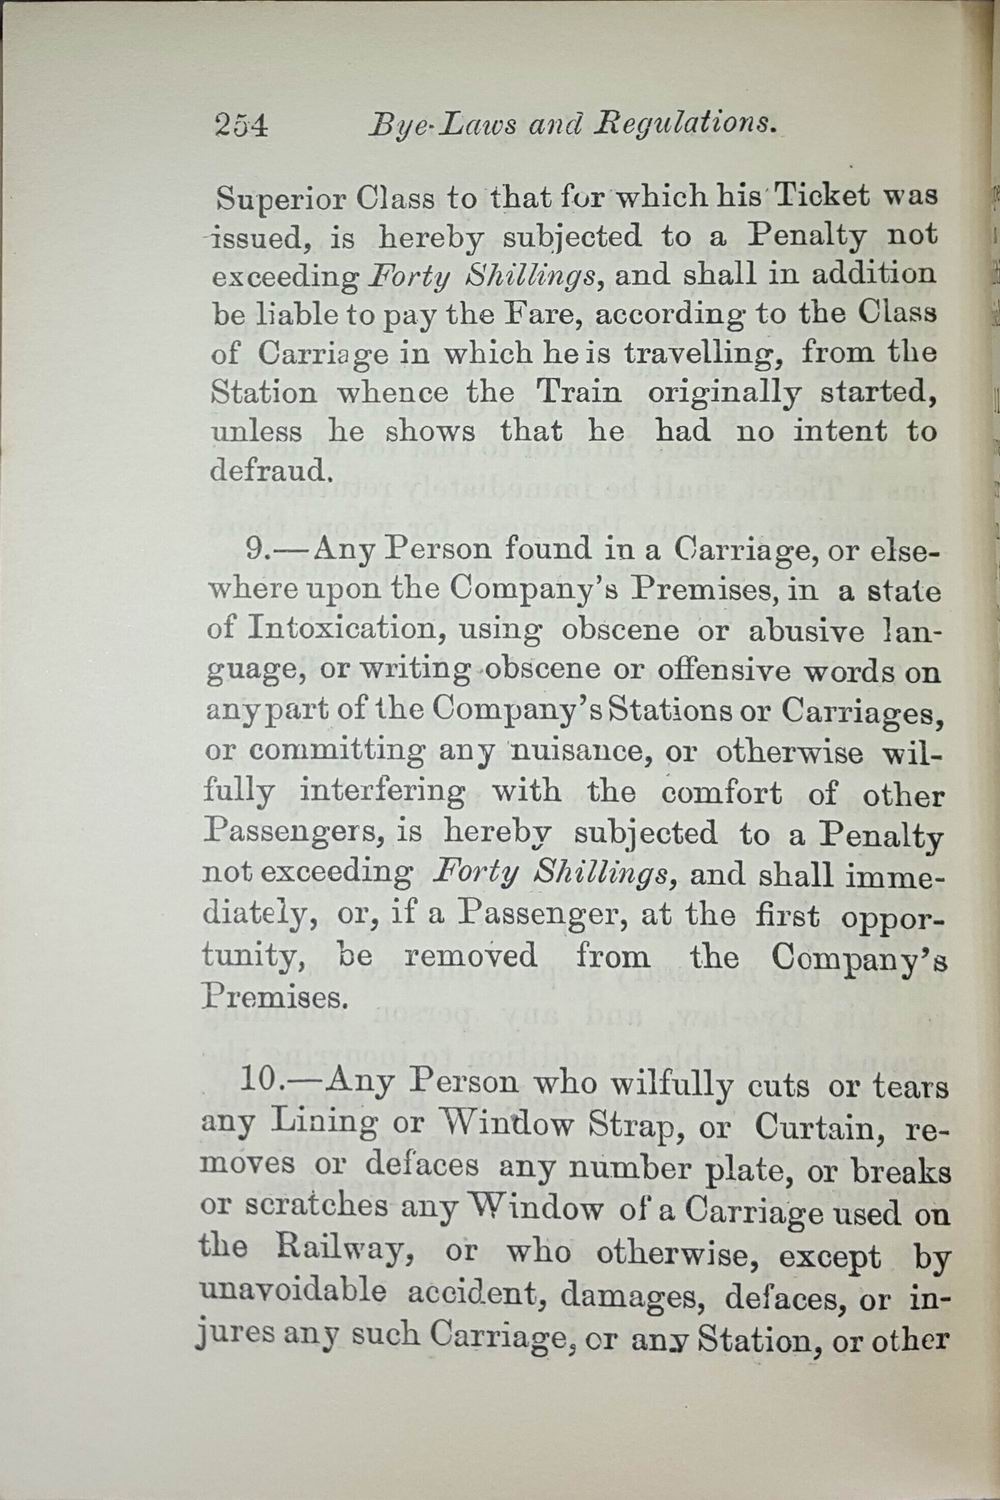 254 Bye-Laws and Regulations.
Superior Class to that for which his Ticket was
issued, is hereby subjected to a Penalty not
exceeding Forty Shillings, and shall in addition
be liable to pay the Fare, according to the Class
of Carriage in which he is travelling, from the
Station whence the Train originally started,
unless he shows that he had no intent to
defraud.
9.—Any Person found in a Carriage, or else-
where upon the Company's Premises, in a state
of Intoxication, using obscene or abusive lan-
guage, or writing obscene or offensive words on
any part of the Company's Stations or Carriages,
or committing any nuisance, or otherwise wil-
fully interfering with the comfort of other
Passengers, is hereby subjected to a Penalty
not exceeding Forty Shillings, and shall imme-
diately, or, if a Passenger, at the first oppor-
tunity, be removed from the Company's
Premises.
10.—Any Person who wilfully cuts or tears
any Lining or Window Strap, or Curtain, re-
moves or defaces any number plate, or breaks
or scratches any Window of a Carriage used on
the Railway, or who otherwise, except by
unavoidable accident, damages, defaces, or in-
jures any such Carriage, or any Station, or other